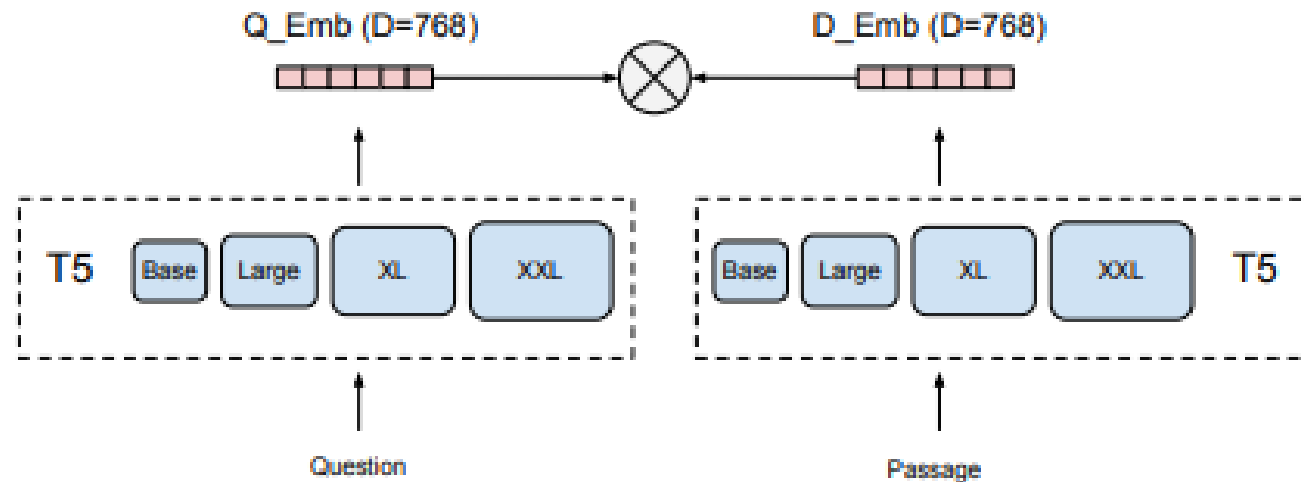 Q_Emb (D=768)
D_Emb (D=768)
T5
Base
Large
XL
XXL
Base
Large
XL
XXL
T5
Question
Passage